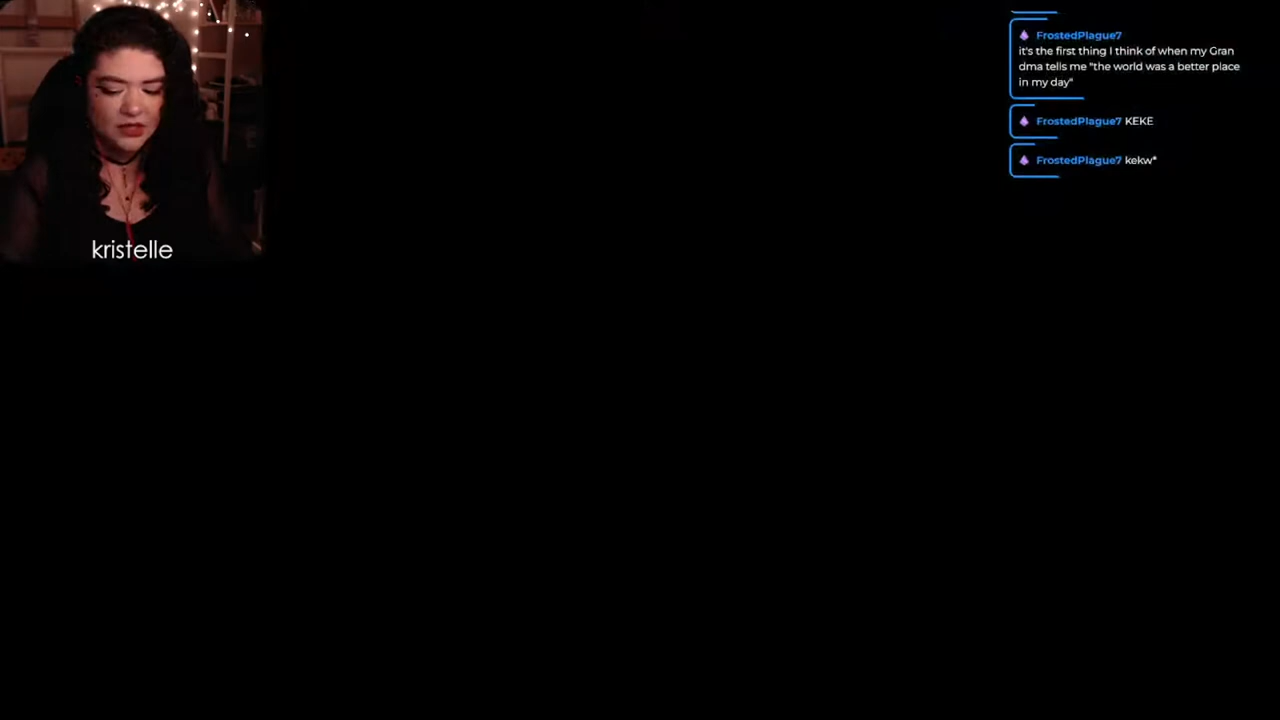 kristelle
FrostedPlague7
it's the first thing I think of when my Gran
dma tells me "the world was a better place
in my day"
FrostedPlague7 KEKE
FrostedPlague7 kekw*